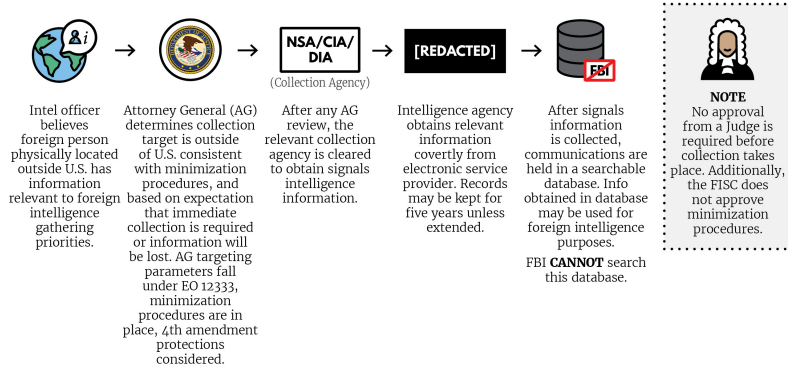 NSA/CIA/
DIA
(Collection Agency)
[REDACTED]
FBI
Intel officer
believes
foreign person
physically located
outside U.S. has
information
relevant to foreign
intelligence
gathering
priorities.
Attorney General (AG)
determines collection
target is outside
of U.S. consistent
with minimization
procedures, and
based on expectation
that immediate
collection is required
or information will
be lost. AG targeting
parameters fall
under EO 12333,
minimization
procedures are in
place, 4th amendment
protections
considered.
After any AG
review, the
relevant collection
agency is cleared
to obtain signals
intelligence
information.
Intelligence agency
obtains relevant
information
covertly from
electronic service
provider. Records
may be kept for
five years unless
extended.
After signals
information
is collected,
communications are
held in a searchable
database. Info
obtained in database
may be used for
foreign intelligence
purposes.
FBI CANNOT search
this database.
NOTE
No approval
from a Judge is
required before
collection takes
place. Additionally,
the FISC does
not approve
minimization
procedures.